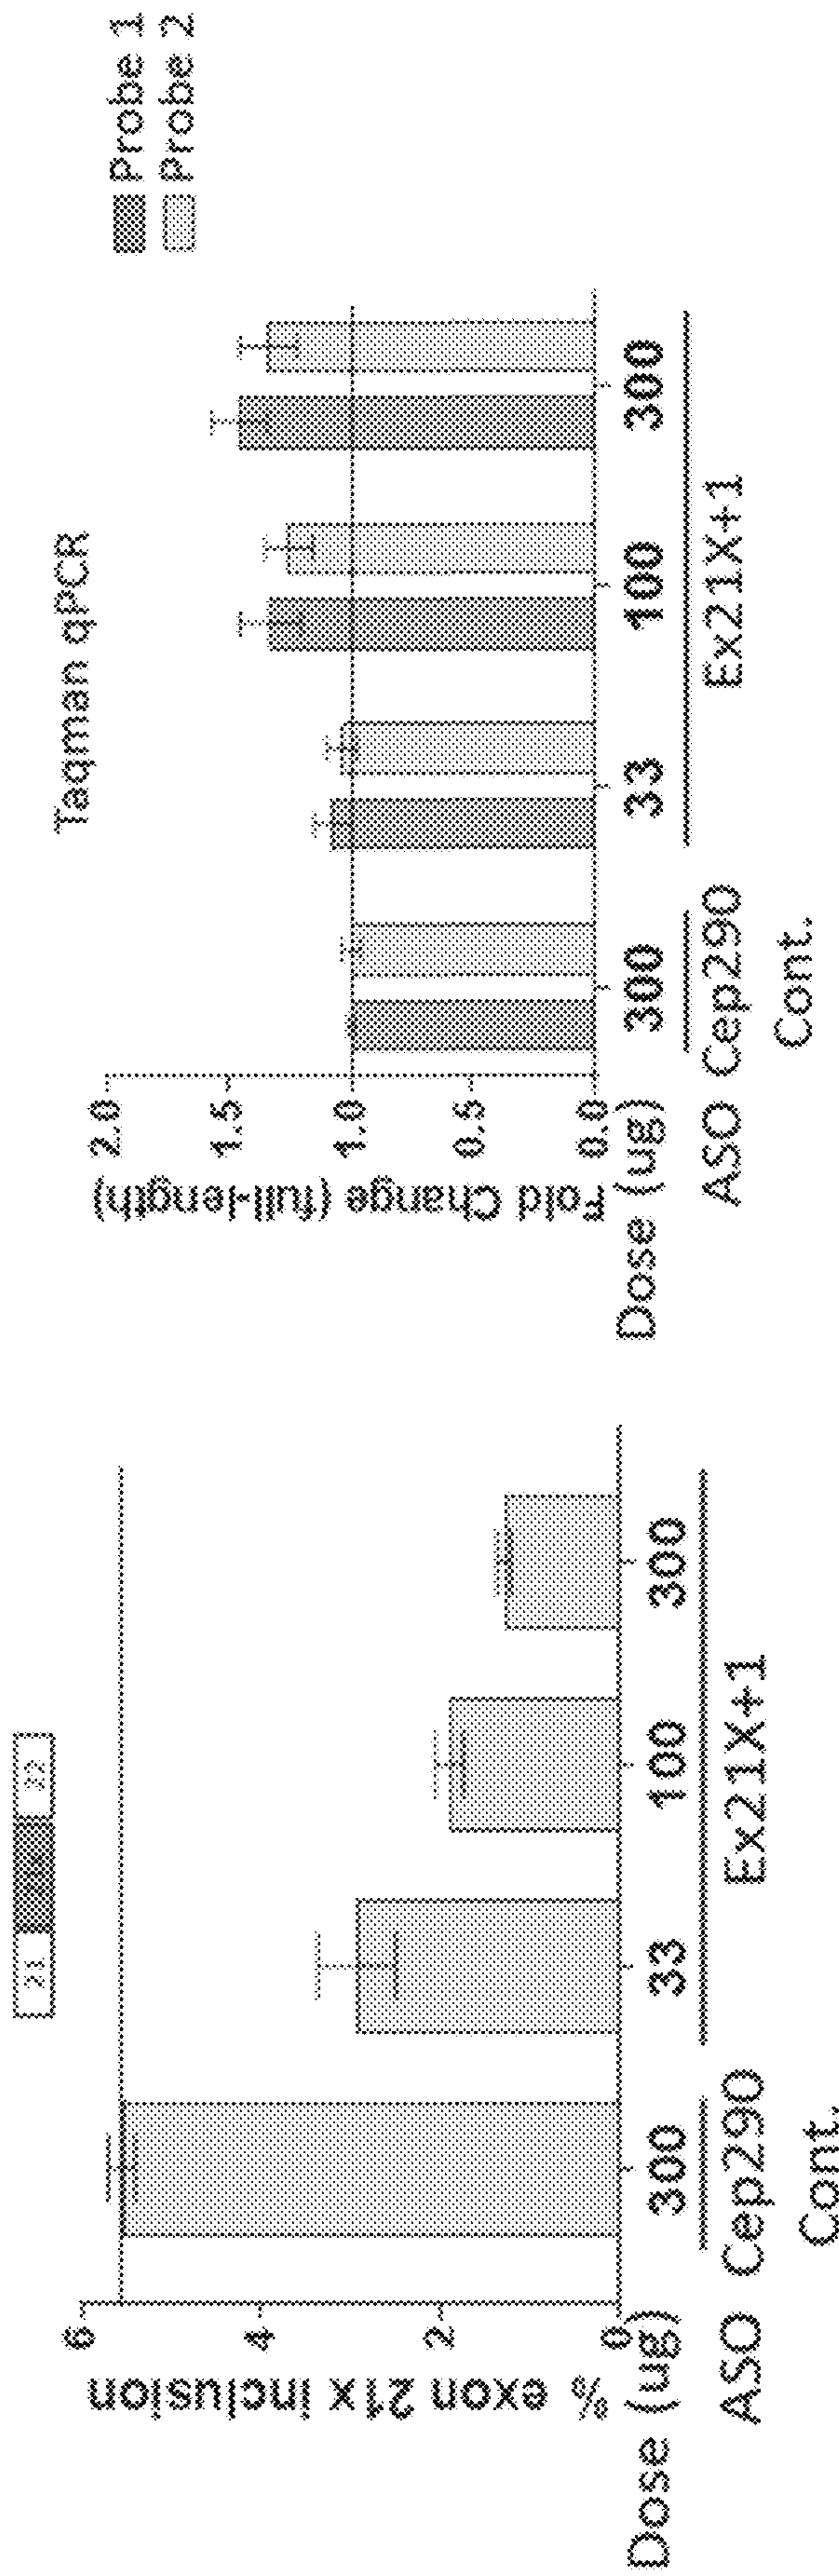 21 22
% exon 21x inclusion
6
4
2
0
Dose (ug) 300 33 100 300
ASO Cep290 Ex21X+1
Cont.
Taqman qPCR
Probe 1
Probe 2
Fold Change (full-length)
2.0
1.5
1.0
0.5
0.0
Dose (ug) 300 33 100 300
ASO Cep290 Ex21X+1
Cont.